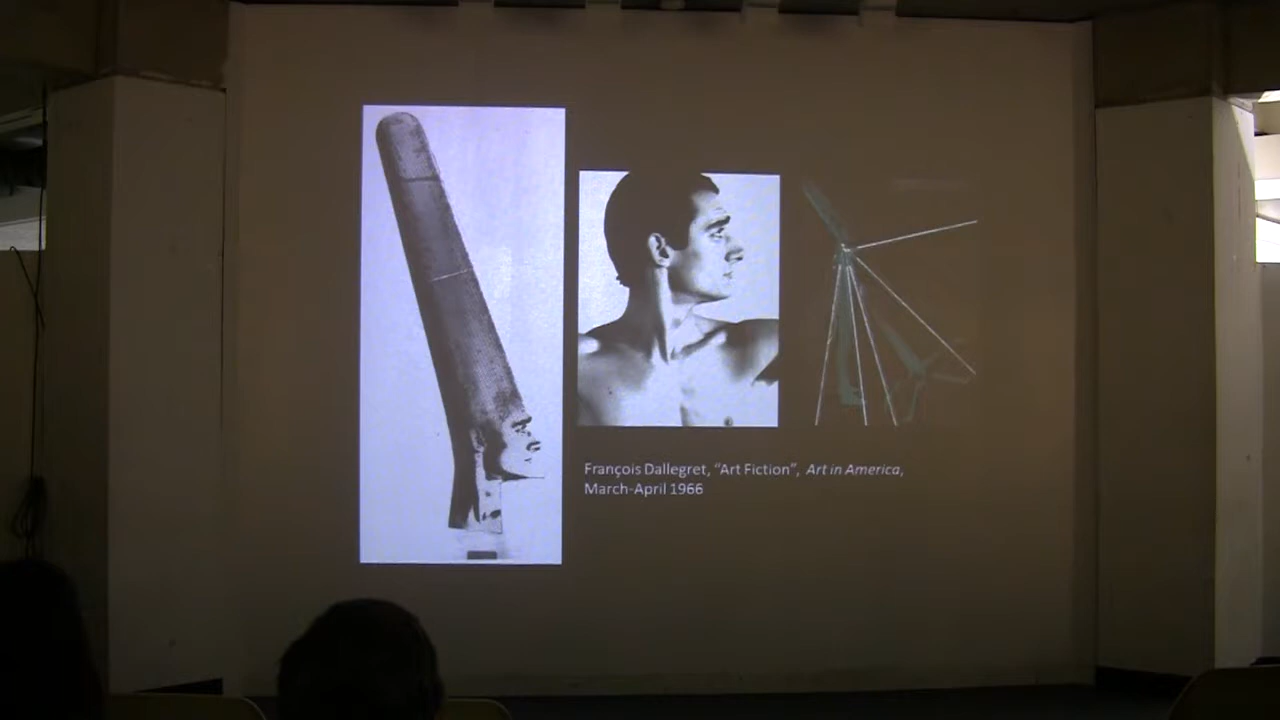 François Dallegret, “Art Fiction”, Art in America,
March-April 1966